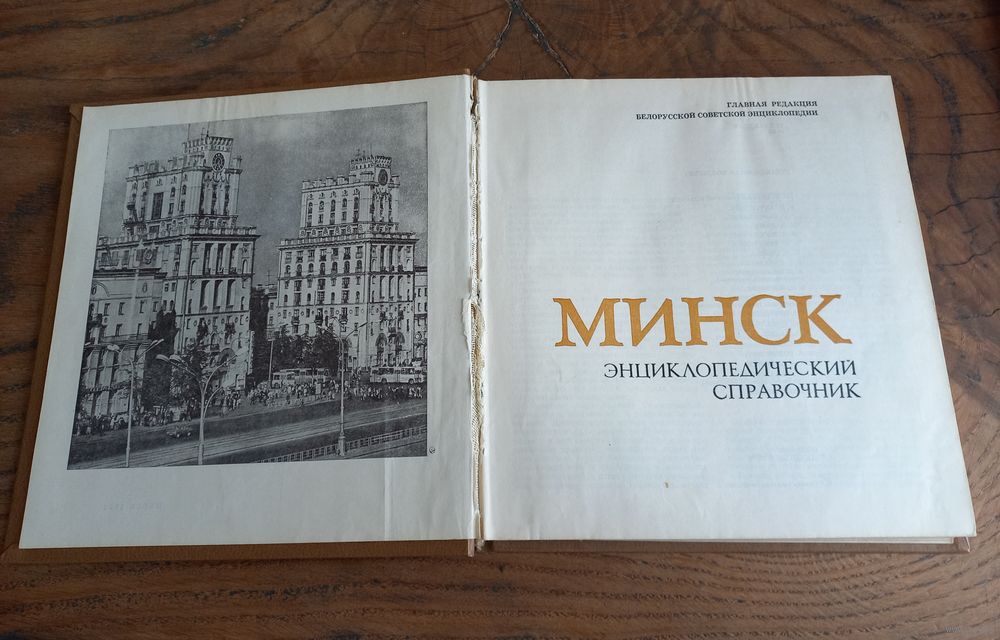 ГЛАВНАЯ РЕДАКЦИЯ
БЕЛОРУССКОЙ СОВЕТСКОЙ ЭНЦИКЛОПЕДИИ
МИНСК
ЭНЦИКЛОПЕДИЧЕСКИЙ
СПРАВОЧНИК